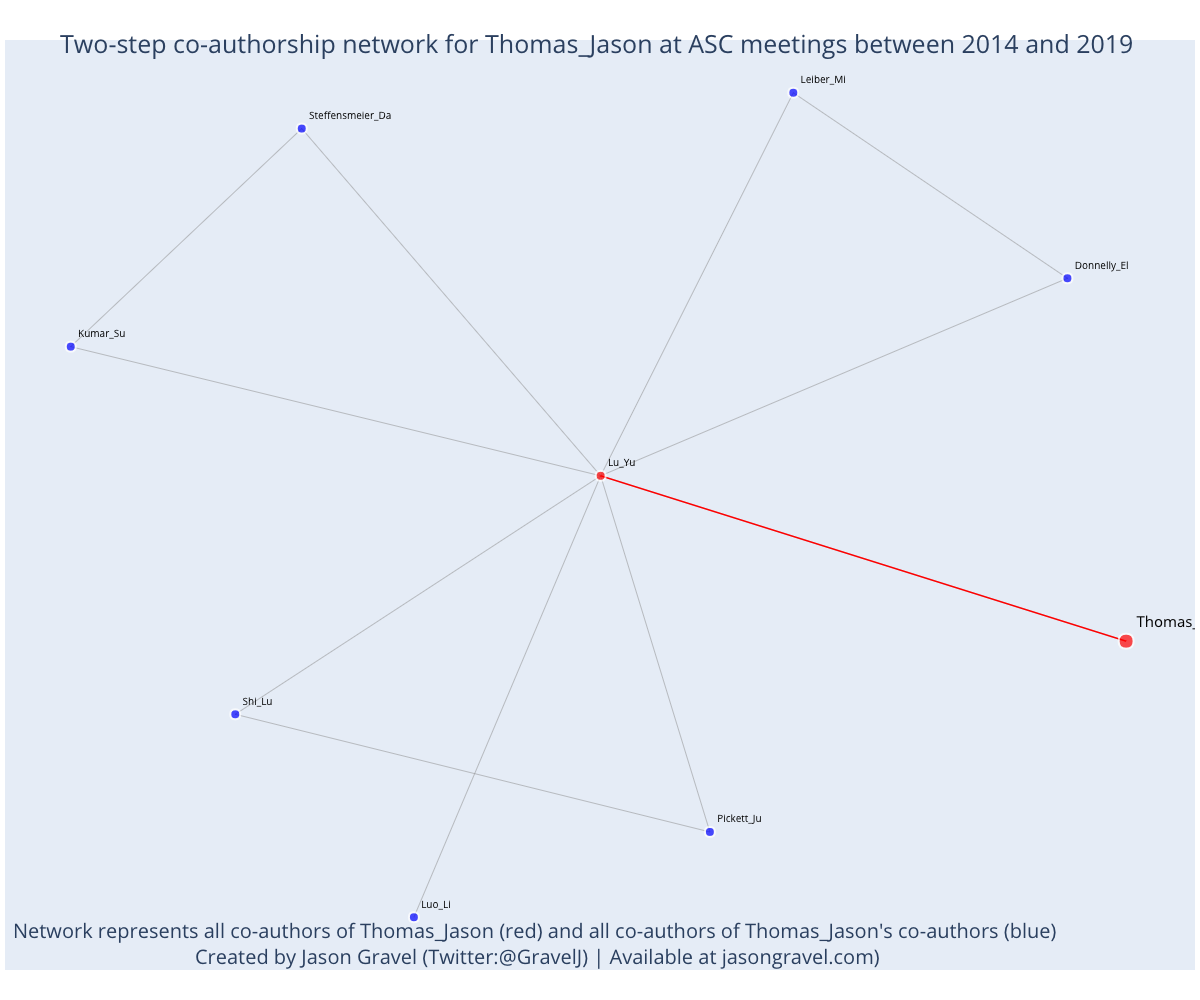 Two-step co-authorship network for Thomas_Jason at ASC meetings between 2014 and 2019
Leiber_Mi
Steffensmeier_Da
Donnelly_El
Kumar_Su
Lu_Yu
Thomas_
Shi_Lu
Pickett_Ju
Luo_Li
Network represents all co-authors of Thomas_Jason (red) and all co-authors of Thomas_Jason's co-authors (blue)
Created by Jason Gravel (Twitter:@GravelJ) | Available at jasongravel.com)